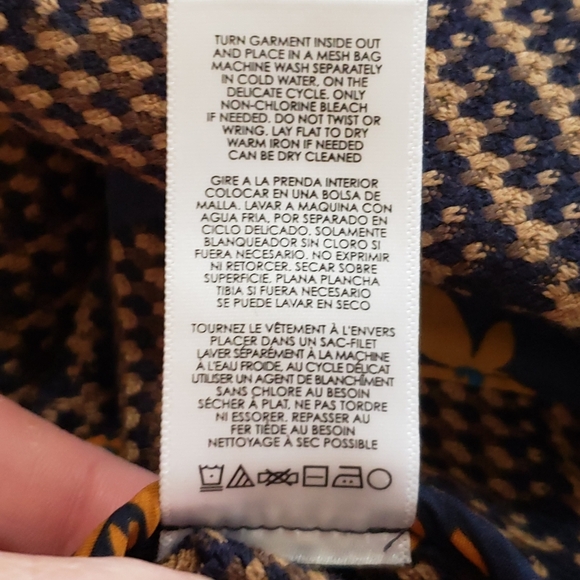 TURN GARMENT INSIDE OUT
AND PLACE IN A MESH BAG
MACHINE WASH SEPARATELY
IN COLD WATER, ON THE
DELICATE CYCLE. ONLY
NON-CHLORINE BLEACH
IF NEEDED. DO NOT TWIST OR
WRING. LAY FLAT TO DRY
WARM IRON IF NEEDED
CAN BE DRY CLEANED
GIRE A LA PRENDA INTERIOR
COLOCAR EN UNA BOLSA DE
MALLA. LAVAR A MAQUINA CON
AGUA FRIA, POR SEPARADO EN
CICLO DELICADO. SOLAMENTE
BLANQUEADOR SIN CLORO SI
FUERA NECESARIO. NO EXPRIMIR
NI RETORCER. SECAR SOBRE
SUPERFICIE. PLANA PLANCHA
TIBIA SI FUERA NECESARIO
SE PUEDE LAVAR EN SECO
TOURNEZ LE VÊTEMENT À L'ENVERS
PLACER DANS UN SAC-FILET
LAVER SÉPARÉMENT À LA MACHINE
À L'EAU FROIDE, AU CYCLE DÉLICAT
UTILISER UN AGENT DE BLANCHÎMENT
SANS CHLORE AU BESOIN
SÉCHER À PLAT, NE PAS TORDRE
NI ESSORER. REPASSER AU
FER TIÈDE AU BESOIN
NETTOYAGE À SEC POSSIBLE